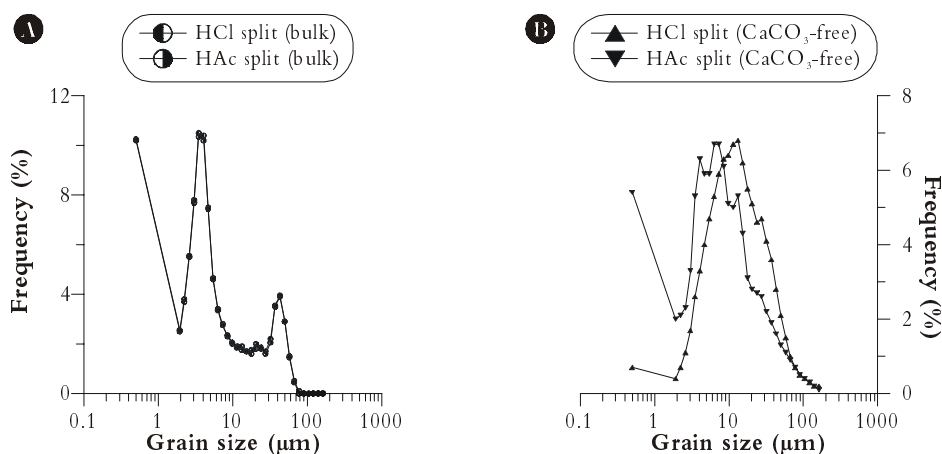 A
HCl split (bulk)
HAc split (bulk)
12
8
4
0
Frequency (%)
0.1 1 10 100 1000
Grain size (μm)
B
HCl split (CaCO₃-free)
HAc split (CaCO₃-free)
8
6
4
2
0
Frequency (%)
0.1 1 10 100 1000
Grain size (μm)